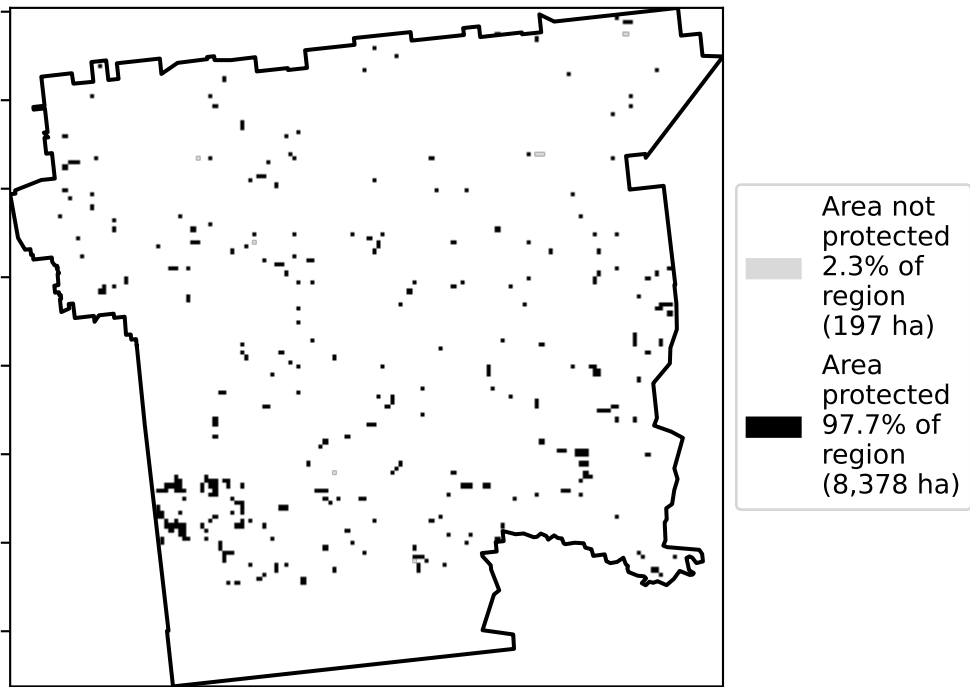 Area not
protected
2.3% of
region
(197 ha)
Area
protected
97.7% of
region
(8,378 ha)